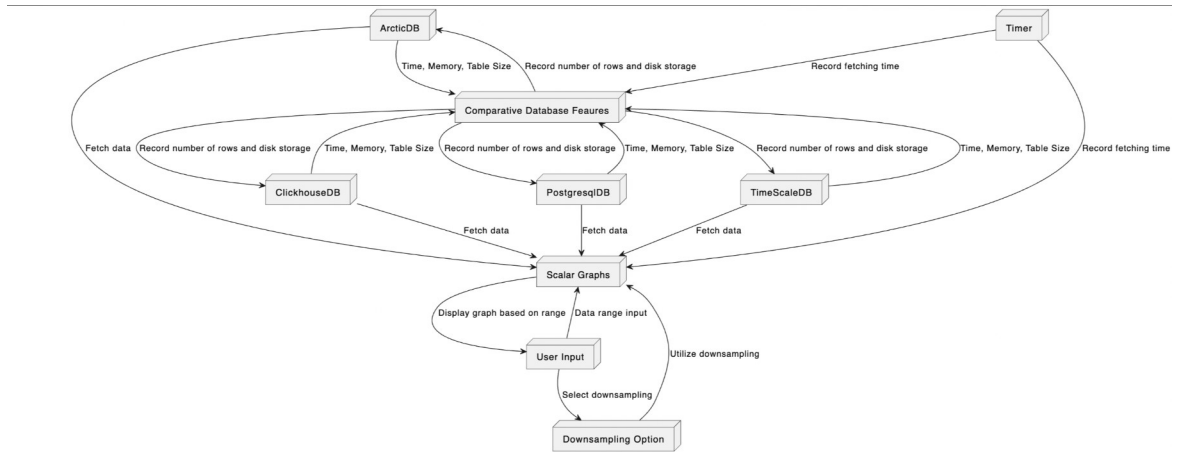 ArcticDB
Timer
Time, Memory, Table Size
Record number of rows and disk storage
Record fetching time
Comparative Database Feaures
Fetch data
Record number of rows and disk storage
Time, Memory, Table Size
Record number of rows and disk storage
Time, Memory, Table Size
Record number of rows and disk storage
Time, Memory, Table Size
Record fetching time
ClickhouseDB
PostgresqlDB
TimeScaleDB
Fetch data
Fetch data
Fetch data
Scalar Graphs
Display graph based on range
Data range input
User Input
Utilize downsampling
Select downsampling
Downsampling Option